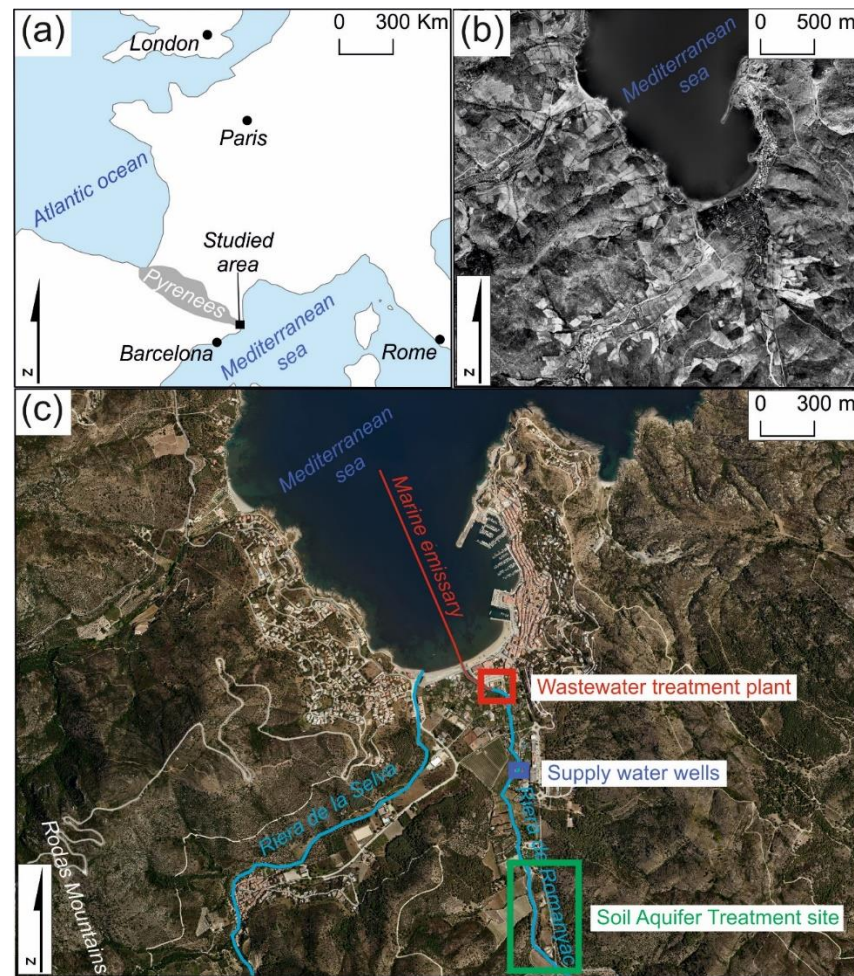 (a)
0 300 Km
London
Paris
Atlantic ocean
Studied
area
Pyrenees
Barcelona
Mediterranean
sea
Rome
N
(b)
0 500 m
Mediterranean
sea
N
(c)
0 300 m
Mediterranean
sea
Marine emissary
Wastewater treatment plant
Supply water wells
Riera de la Selva
Riera de Romanyac
Rodas Mountains
Soil Aquifer Treatment site
N